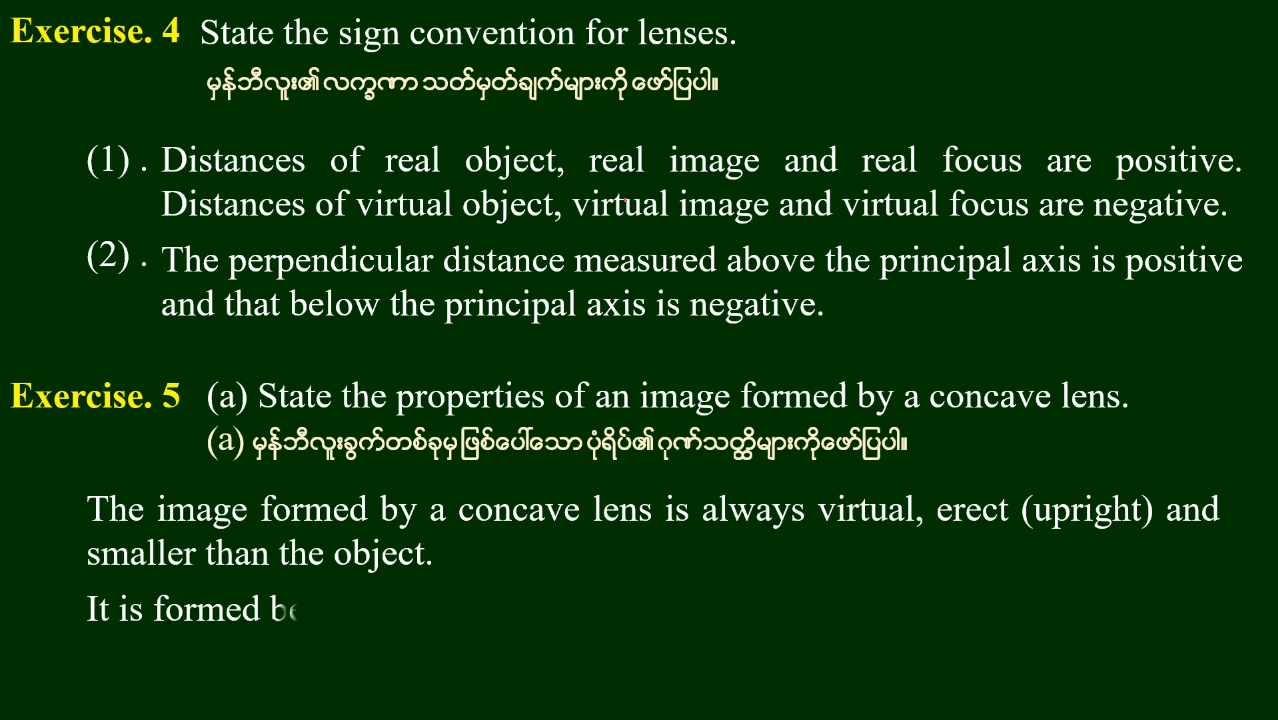 Exercise. 4 State the sign convention for lenses.
မှန်ဘီလူး၏ လက္ခဏာ သတ်မှတ်ချက်များကို ဖော်ပြပါ။
(1) . Distances of real object, real image and real focus are positive.
Distances of virtual object, virtual image and virtual focus are negative.
(2) . The perpendicular distance measured above the principal axis is positive
and that below the principal axis is negative.
Exercise. 5 (a) State the properties of an image formed by a concave lens.
(a) မှန်ဘီလူးခွက်တစ်ခုမှ ဖြစ်ပေါ်သော ပုံရိပ်၏ ဂုဏ်သတ္တိများကိုဖော်ပြပါ။
The image formed by a concave lens is always virtual, erect (upright) and
smaller than the object.
It is formed